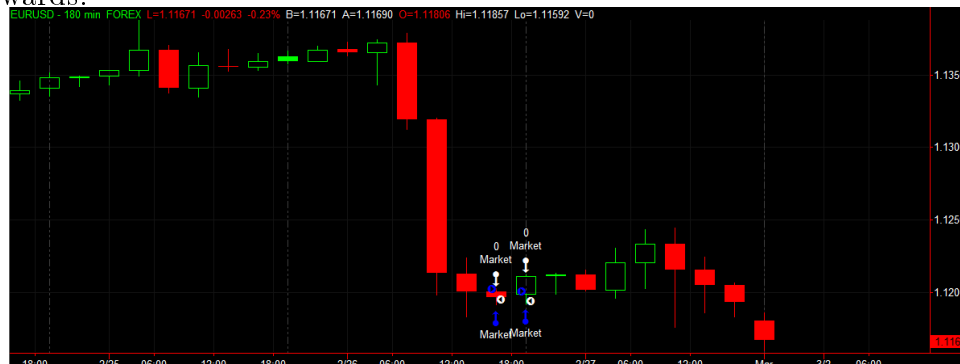 wards.
EURUSD - 180 min FOREX L=1.11671 -0.00263 -0.23% B=1.11671 A=1.11690 O=1.11806 Hi=1.11857 Lo=1.11592 V=0
1.135
1.130
1.125
0
Market
0
Market
1.120
Market
Market
1.116
18:00 2/25 06:00 12:00 18:00 2/26 06:00 12:00 18:00 2/27 06:00 12:00 Mar 3/2 06:00